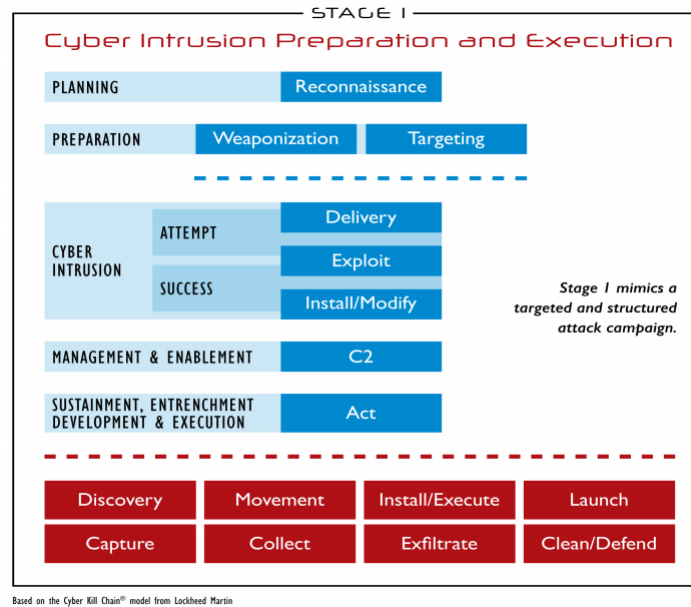 STAGE 1
Cyber Intrusion Preparation and Execution
PLANNING
Reconnaissance
PREPARATION
Weaponization
Targeting
CYBER
INTRUSION
ATTEMPT
SUCCESS
Delivery
Exploit
Install/Modify
Stage 1 mimics a
targeted and structured
attack campaign.
MANAGEMENT & ENABLEMENT
C2
SUSTAINMENT, ENTRENCHMENT
DEVELOPMENT & EXECUTION
Act
Discovery
Movement
Install/Execute
Launch
Capture
Collect
Exfiltrate
Clean/Defend
Based on the Cyber Kill Chain® model from Lockheed Martin